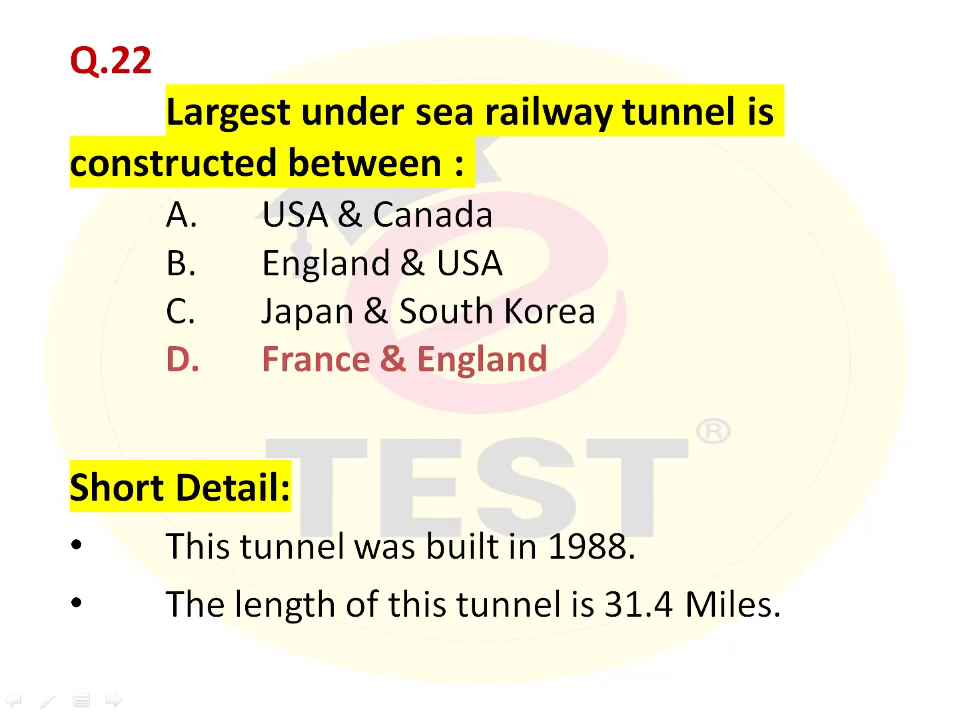 Q.22
Largest under sea railway tunnel is
constructed between :
A. USA & Canada
B. England & USA
C. Japan & South Korea
D. France & England
e
TEST®
Short Detail:
• This tunnel was built in 1988.
• The length of this tunnel is 31.4 Miles.